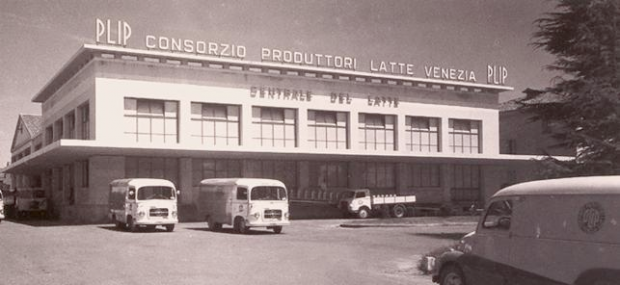 PLIP CONSORZIO PRODUTTORI LATTE VENEZIA PLIP
CENTRALE DEL LATTE